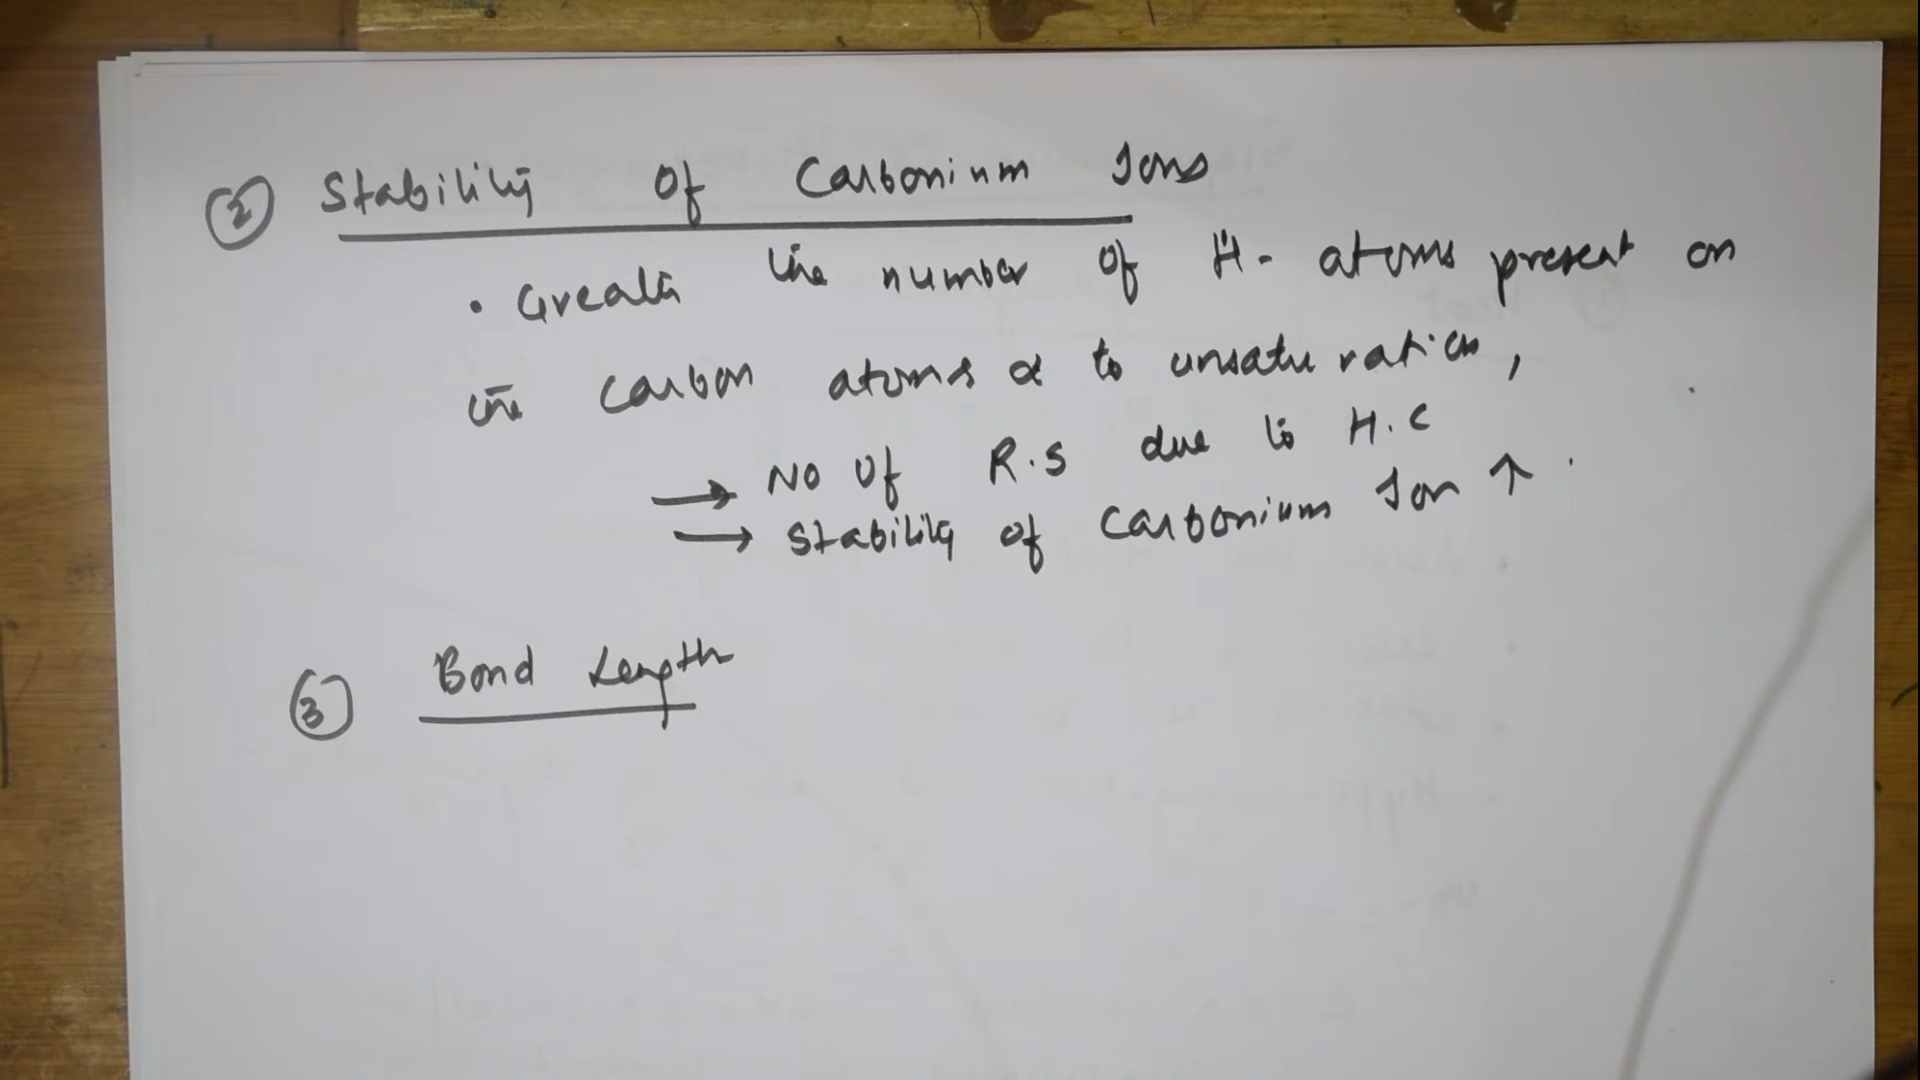 ② Stability of Carbonium Ions
• Greater the number of H- atoms present on
the carbon atoms α to unsaturation,
→ No of R.S due to H.C
→ Stability of Carbonium Ion ↑.
③ Bond Length